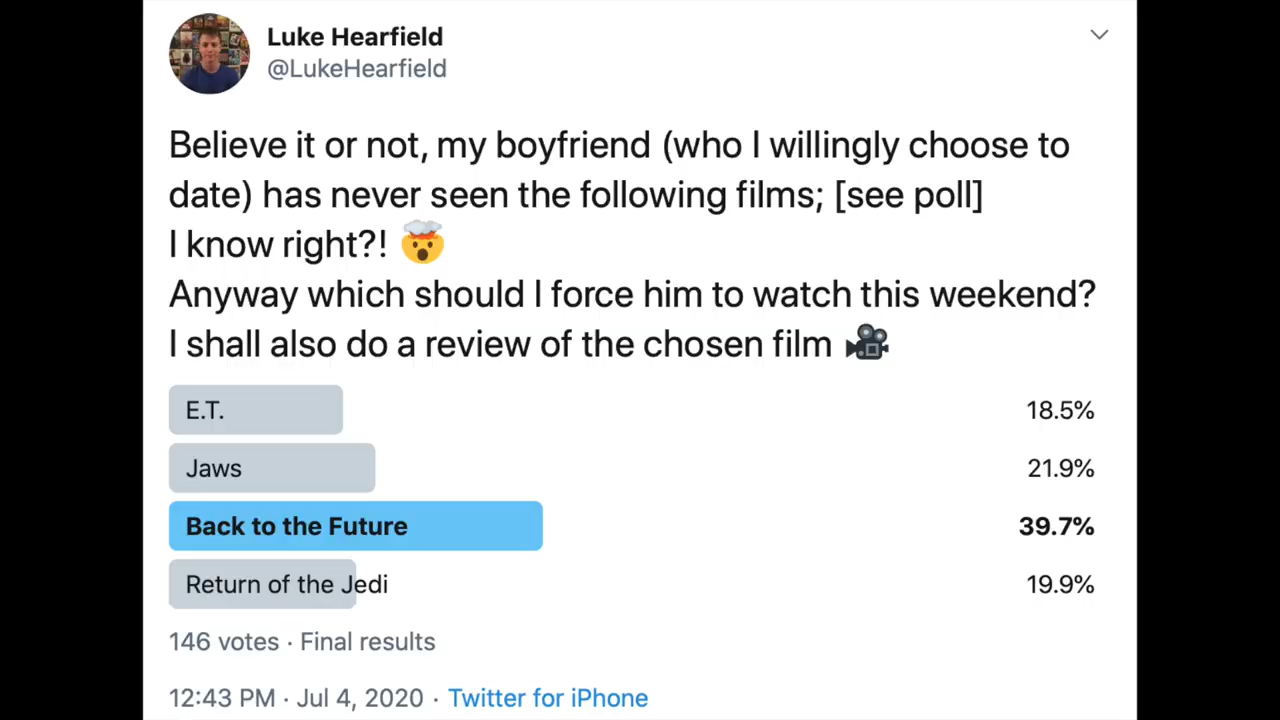 Luke Hearfield
@LukeHearfield
Believe it or not, my boyfriend (who I willingly choose to
date) has never seen the following films; [see poll]
I know right?! 🤯
Anyway which should I force him to watch this weekend?
I shall also do a review of the chosen film 🎥
E.T. 18.5%
Jaws 21.9%
Back to the Future 39.7%
Return of the Jedi 19.9%
146 votes · Final results
12:43 PM · Jul 4, 2020 · Twitter for iPhone